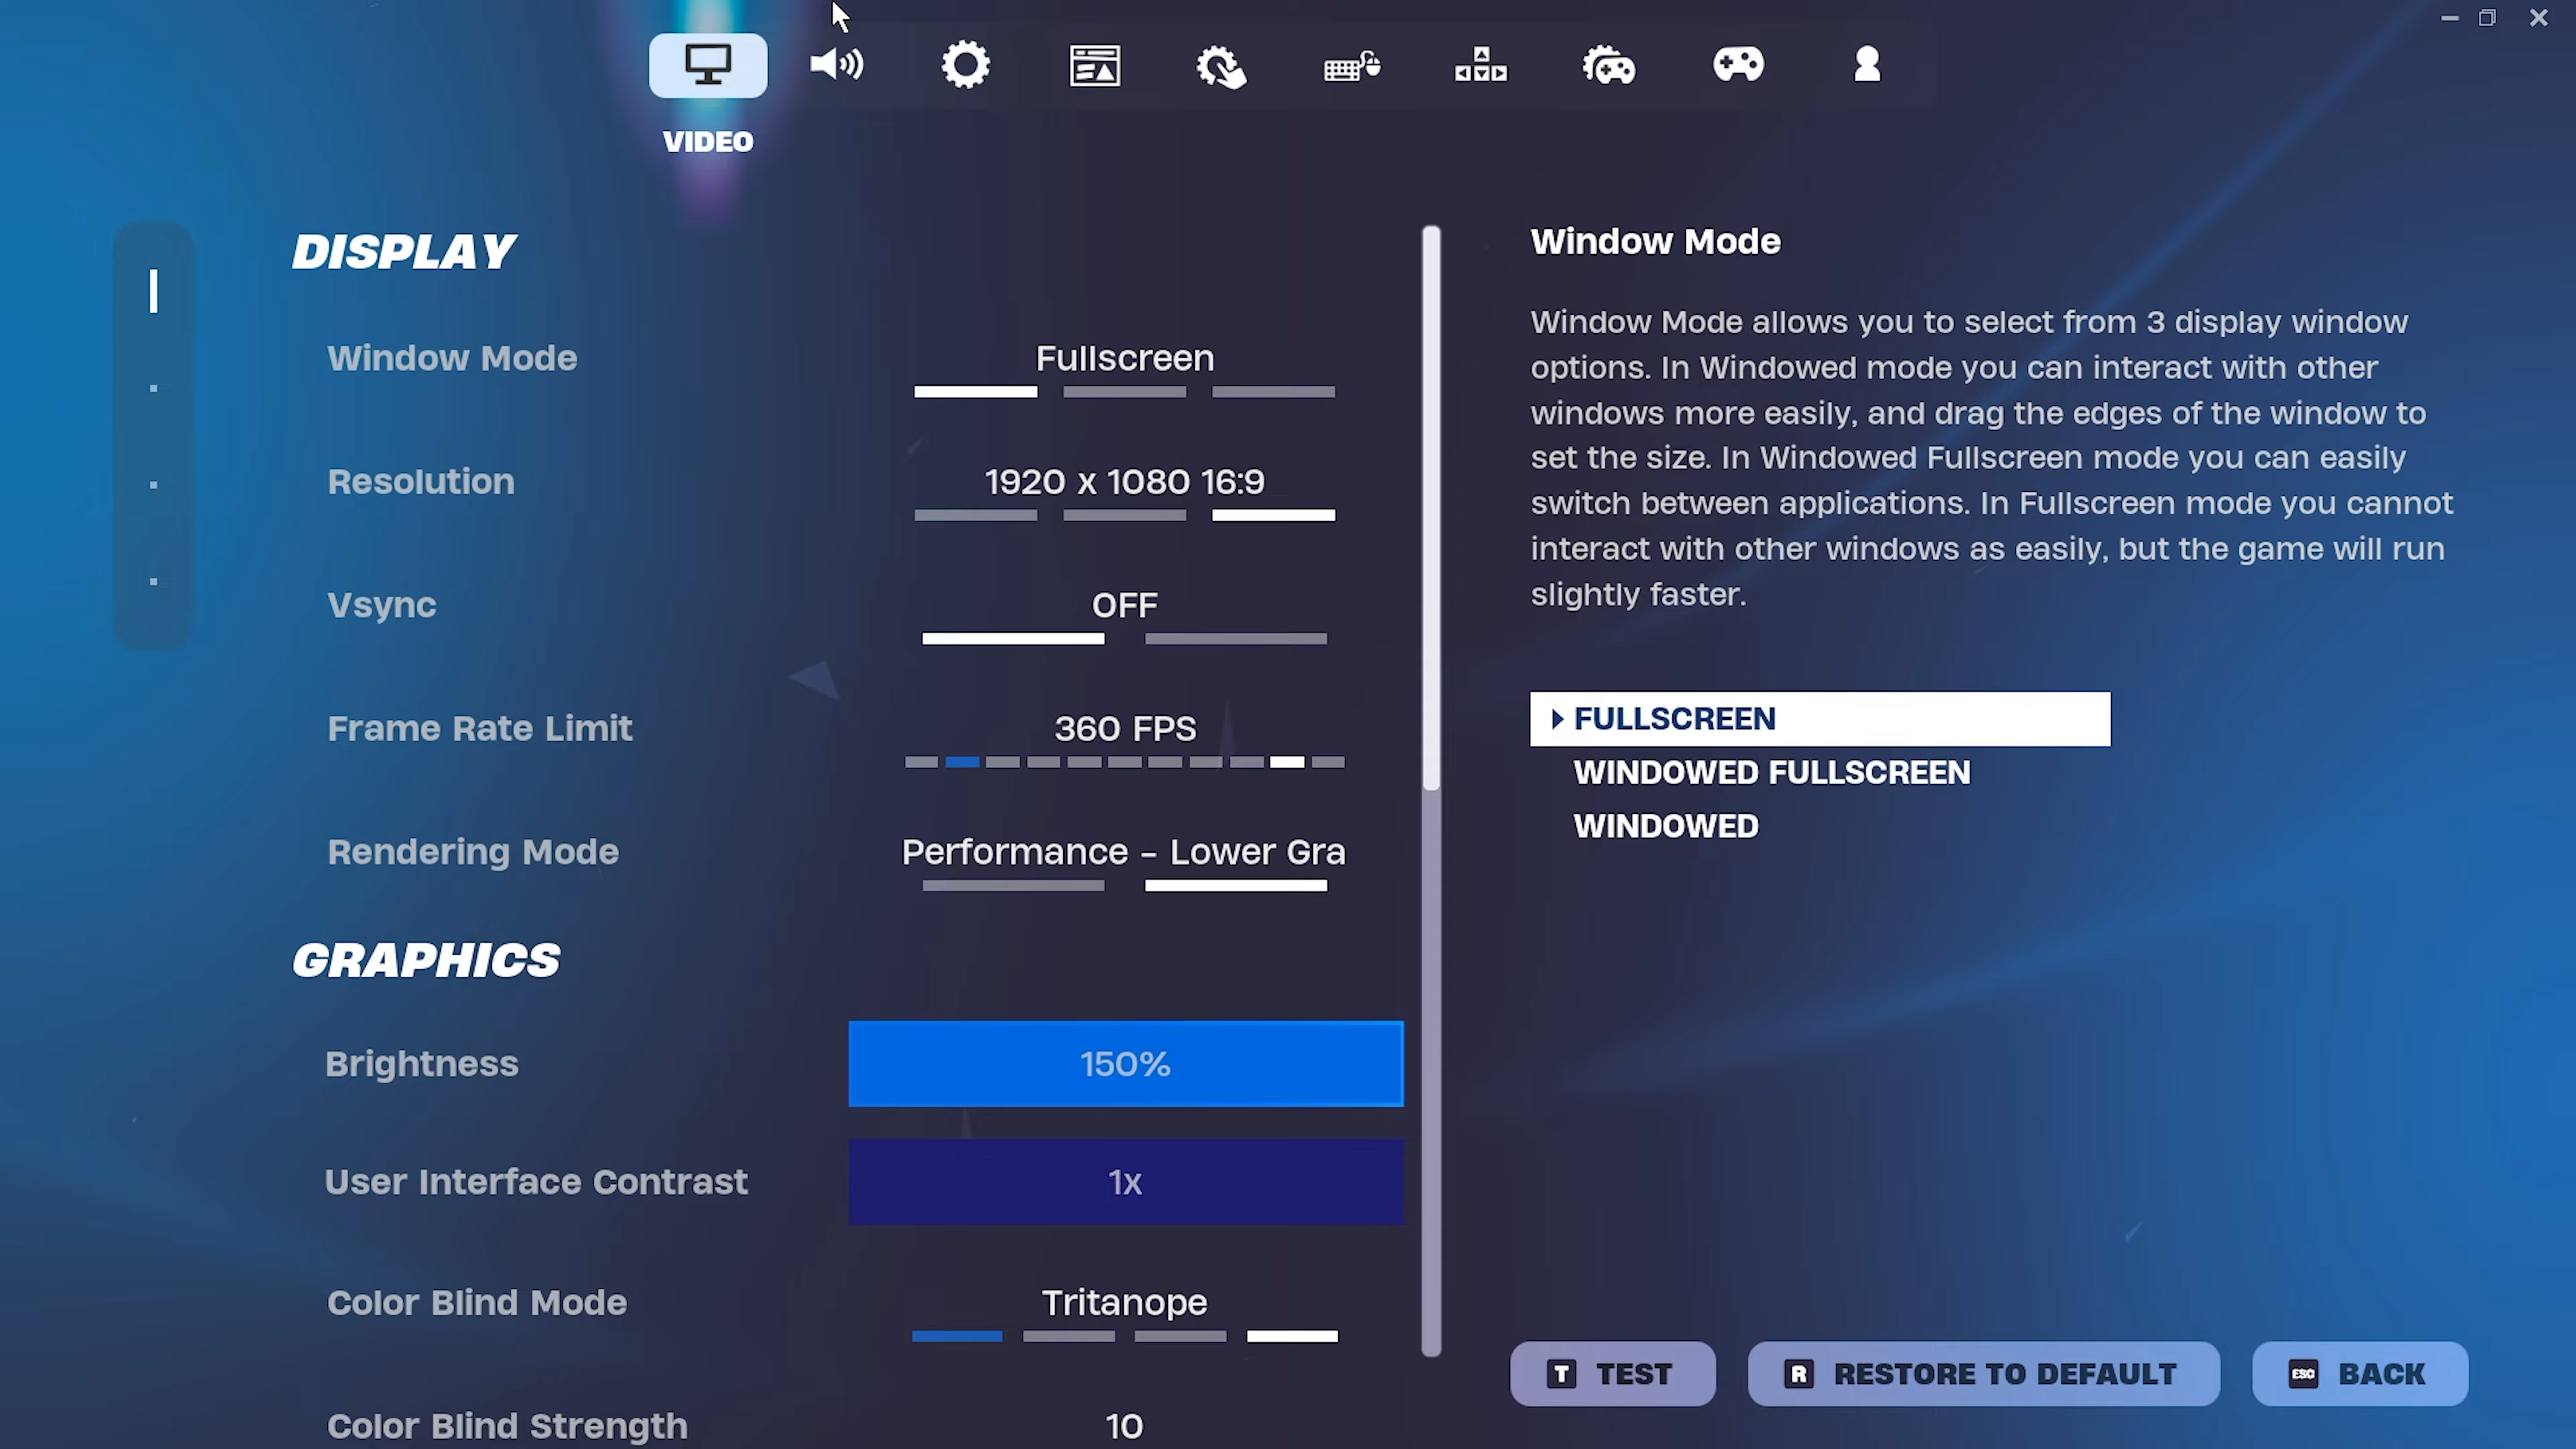 VIDEO
DISPLAY
Window Mode
Fullscreen
Resolution
1920 x 1080 16:9
Vsync
OFF
Frame Rate Limit
360 FPS
Rendering Mode
Performance - Lower Gra
GRAPHICS
Brightness
150%
User Interface Contrast
1x
Color Blind Mode
Tritanope
Color Blind Strength
10
Window Mode
Window Mode allows you to select from 3 display window
options. In Windowed mode you can interact with other
windows more easily, and drag the edges of the window to
set the size. In Windowed Fullscreen mode you can easily
switch between applications. In Fullscreen mode you cannot
interact with other windows as easily, but the game will run
slightly faster.
FULLSCREEN
WINDOWED FULLSCREEN
WINDOWED
T TEST
R RESTORE TO DEFAULT
ESC BACK